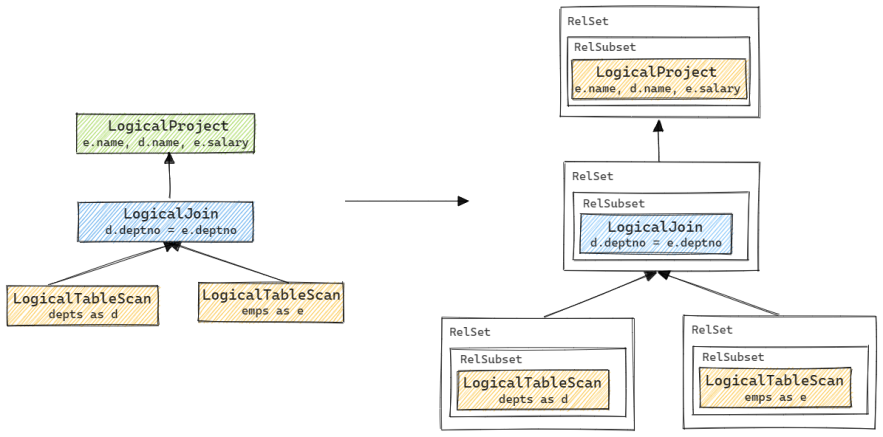 LogicalProject
e.name, d.name, e.salary
LogicalJoin
d.deptno = e.deptno
LogicalTableScan
depts as d
LogicalTableScan
emps as e
RelSet
RelSubset
LogicalProject
e.name, d.name, e.salary
RelSet
RelSubset
LogicalJoin
d.deptno = e.deptno
RelSet
RelSubset
LogicalTableScan
depts as d
RelSet
RelSubset
LogicalTableScan
emps as e